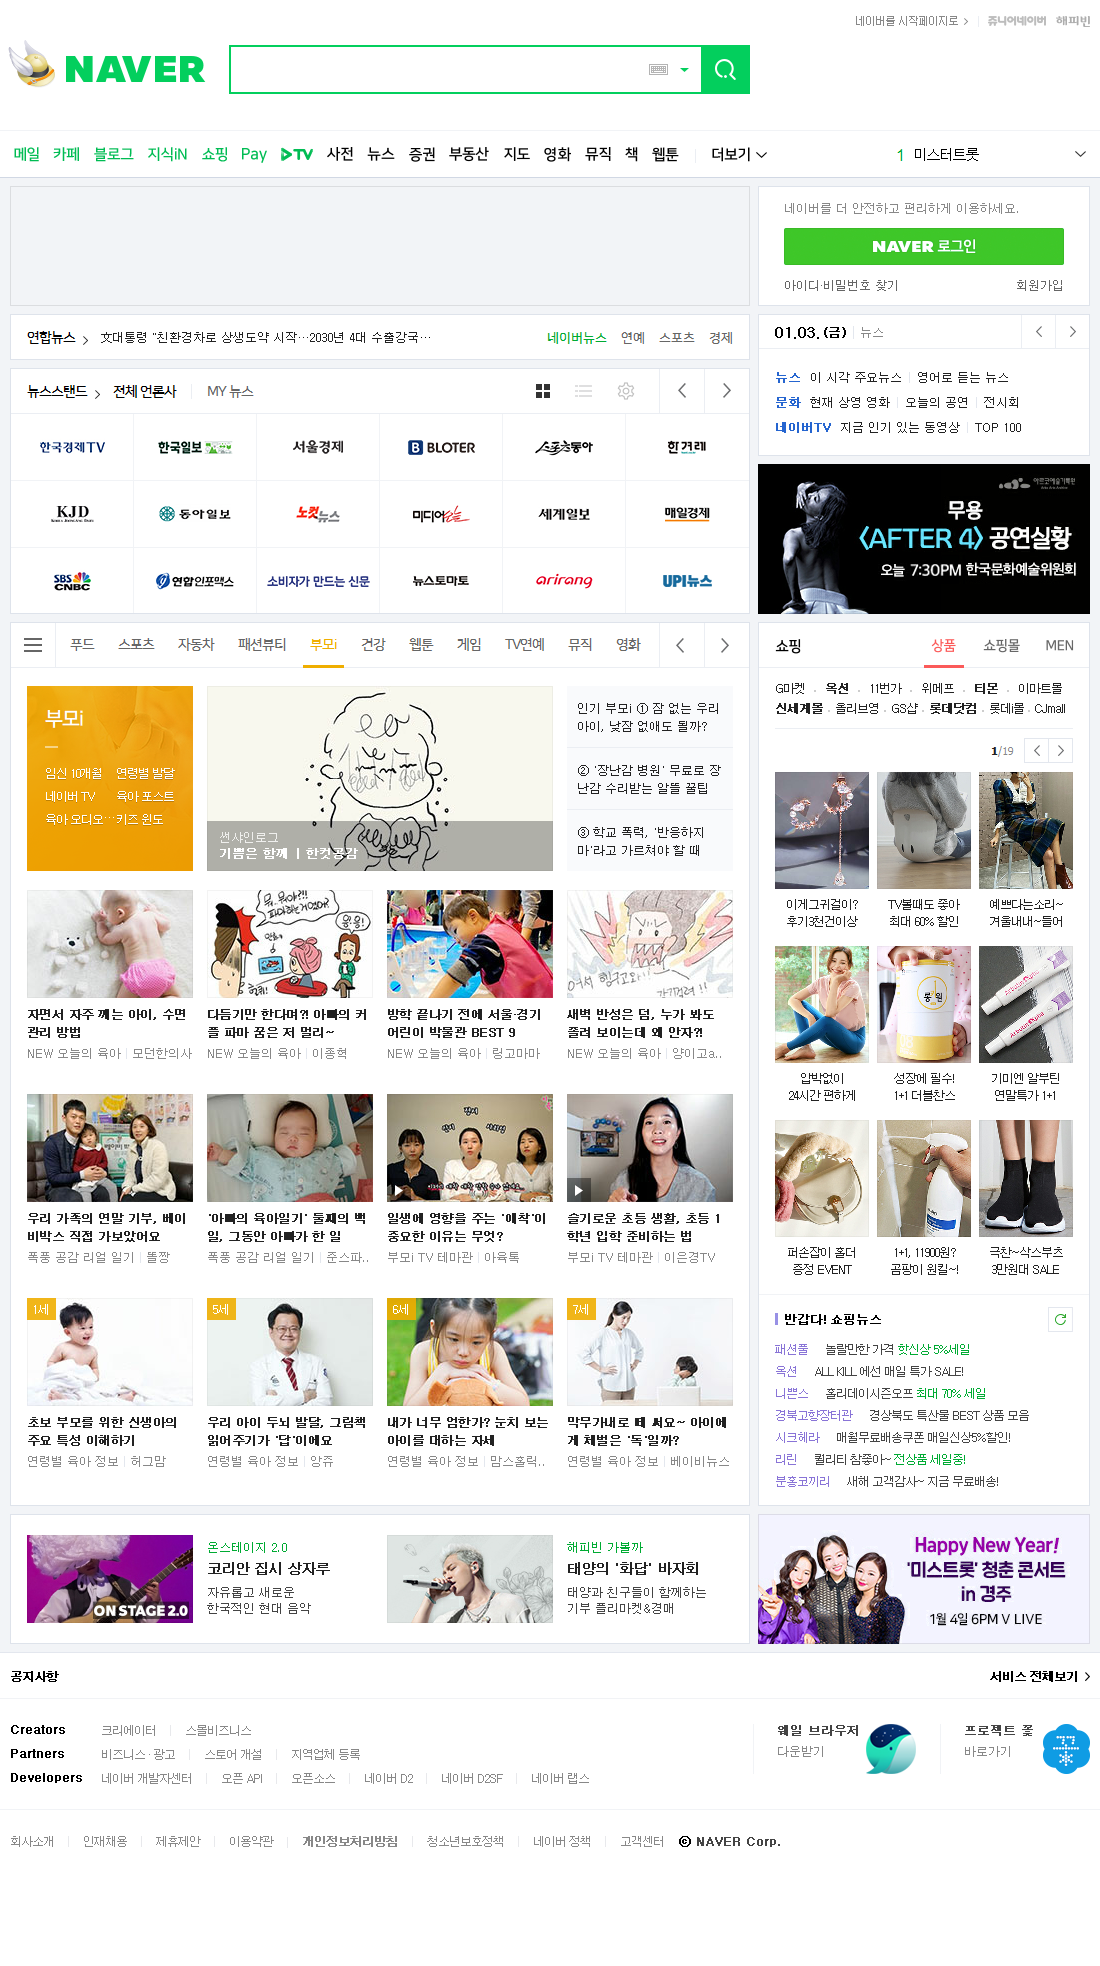 네이버를 시작페이지로
쥬니어네이버 해피빈
NAVER
메일 카페 블로그 지식iN 쇼핑 Pay TV 사전 뉴스 증권 부동산 지도 영화 뮤직 책 웹툰 더보기
1 미스터트롯
네이버를 더 안전하고 편리하게 이용하세요.
NAVER 로그인
아이디·비밀번호 찾기 회원가입
연합뉴스 文대통령 "친환경차로 상생도약 시작…2030년 4대 수출강국…
네이버뉴스 연예 스포츠 경제
01.03. (금) 뉴스
뉴스 이 시각 주요뉴스 영어로 듣는 뉴스
문화 현재 상영 영화 오늘의 공연 전시회
네이버TV 지금 인기 있는 동영상 TOP 100
뉴스스탠드 전체 언론사 MY 뉴스
한국경제TV 한국일보 서울경제 BLOTER 스포츠동아 한겨레
KJD 동아일보 노컷뉴스 미디어오늘 세계일보 매일경제
SBS CNBC 연합인포맥스 소비자가 만드는 신문 뉴스토마토 arirang UPI뉴스
아르코예술기록원
무용
〈AFTER 4〉 공연실황
오늘 7:30PM 한국문화예술위원회
푸드 스포츠 자동차 패션뷰티 부모i 건강 웹툰 게임 TV연예 뮤직 영화
부모i
임신 10개월 연령별 발달
네이버 TV 육아 포스트
육아 오디오… 키즈 윈도
썬샤인로그
기쁨은 함께 | 한컷공감
인기 부모i ① 잠 없는 우리
아이, 낮잠 없애도 될까?
② '장난감 병원' 무료로 장
난감 수리받는 알뜰 꿀팁
③ 학교 폭력, '반응하지
마'라고 가르쳐야 할 때
자면서 자주 깨는 아이, 수면
관리 방법
NEW 오늘의 육아 모던한의사
다듬기만 한다며?! 아빠의 커
플 파마 꿈은 저 멀리~
NEW 오늘의 육아 이종혁
방학 끝나기 전에 서울·경기
어린이 박물관 BEST 9
NEW 오늘의 육아 링고마마
새벽 반성은 덤, 누가 봐도
졸려 보이는데 왜 안자?!
NEW 오늘의 육아 양이고a..
우리 가족의 연말 기부, 베이
비박스 직접 가보았어요
폭풍 공감 리얼 일기 똘짱
'아빠의 육아일기' 둘째의 백
일, 그동안 아빠가 한 일
폭풍 공감 리얼 일기 준스파..
일생에 영향을 주는 '애착'이
중요한 이유는 무엇?
부모i TV 테마관 아육톡
슬기로운 초등 생활, 초등 1
학년 입학 준비하는 법
부모i TV 테마관 이은경TV
1세
초보 부모를 위한 신생아의
주요 특성 이해하기
연령별 육아 정보 허그맘
5세
우리 아이 두뇌 발달, 그림책
읽어주기가 '답'이에요
연령별 육아 정보 앙쥬
6세
내가 너무 엄한가? 눈치 보는
아이를 대하는 자세
연령별 육아 정보 맘스홀릭..
7세
막무가내로 떼 써요~ 아이에
게 체벌은 '독'일까?
연령별 육아 정보 베이비뉴스
쇼핑 상품 쇼핑몰 MEN
G마켓 옥션 11번가 위메프 티몬 이마트몰
신세계몰 올리브영 GS샵 롯데닷컴 롯데i몰 CJmall
1/19
이게그귀걸이?
후기3천건이상
TV볼때도 좋아
최대 60% 할인
예쁘다는소리~
겨울내내~들어
압박없이
24시간 편하게
성장에 필수!
1+1 더블찬스
기미엔 알부틴
연말특가 1+1
퍼손잡이 홀더
증정 EVENT
1+1, 11900원?
곰팡이 원킬~!
극찬~삭스부츠
3만원대 SALE
반갑다! 쇼핑뉴스
패션풀 놀랄만한 가격 핫신상 5%세일
옥션 ALL KILL 에선 매일 특가 SALE!
니쁜스 홀리데이시즌오프 최대 70% 세일
경북고향장터관 경상북도 특산물 BEST 상품 모음
시크헤라 매월무료배송쿠폰 매일신상5%할인!
리린 퀄리티 참좋아~ 전상품 세일중!
분홍코끼리 새해 고객감사~ 지금 무료배송!
ON STAGE 2.0
온스테이지 2.0
코리안 집시 상자루
자유롭고 새로운
한국적인 현대 음악
해피빈 가볼까
태양의 '화답' 바자회
태양과 친구들이 함께하는
기부 플리마켓&경매
Happy New Year!
'미스트롯' 청춘 콘서트
in 경주
1월 4일 6PM V LIVE
공지사항
서비스 전체보기
Creators 크리에이터 스몰비즈니스
Partners 비즈니스 · 광고 스토어 개설 지역업체 등록
Developers 네이버 개발자센터 오픈 API 오픈소스 네이버 D2 네이버 D2SF 네이버 랩스
웨일 브라우저
다운받기
프로젝트 꽃
바로가기
회사소개 인재채용 제휴제안 이용약관 개인정보처리방침 청소년보호정책 네이버 정책 고객센터 ⓒ NAVER Corp.